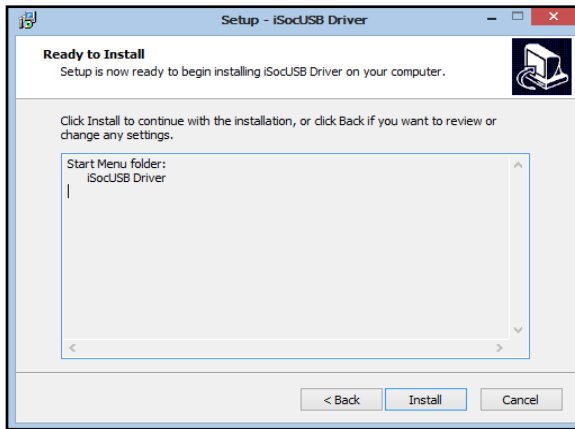 Setup - iSocUSB Driver
Ready to Install
Setup is now ready to begin installing iSocUSB Driver on your computer.
Click Install to continue with the installation, or click Back if you want to review or
change any settings.
Start Menu folder:
iSocUSB Driver
< Back Install Cancel